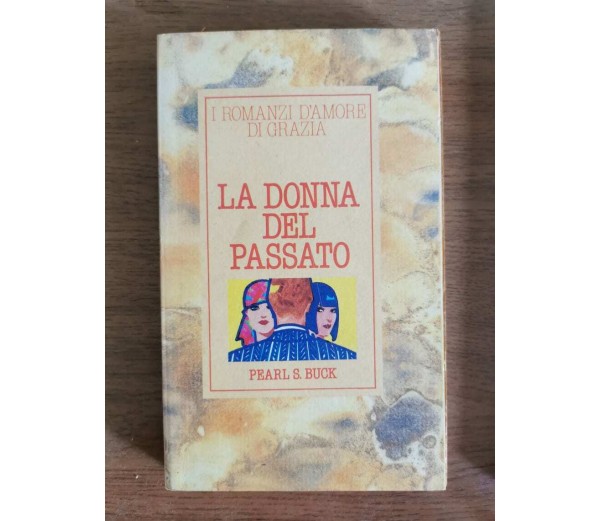 I ROMANZI D'AMORE
DI GRAZIA
LA DONNA
DEL
PASSATO
PEARL S. BUCK